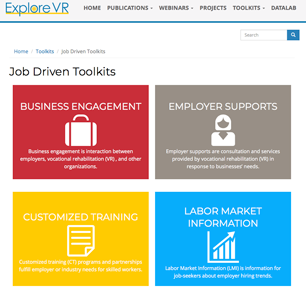 Explore VR
HOME PUBLICATIONS WEBINARS PROJECTS TOOLKITS DATALAB
Search
Home / Toolkits / Job Driven Toolkits
Job Driven Toolkits
BUSINESS ENGAGEMENT
Business engagement is interaction between
employers, vocational rehabilitation (VR) , and other
organizations.
EMPLOYER SUPPORTS
Employer supports are consultation and services
provided by vocational rehabilitation (VR) in
response to businesses' needs.
CUSTOMIZED TRAINING
Customized training (CT) programs and partnerships
fulfill employer or industry needs for skilled workers.
LABOR MARKET
INFORMATION
Labor Market Information (LMI) is information for
job-seekers about employer hiring trends.